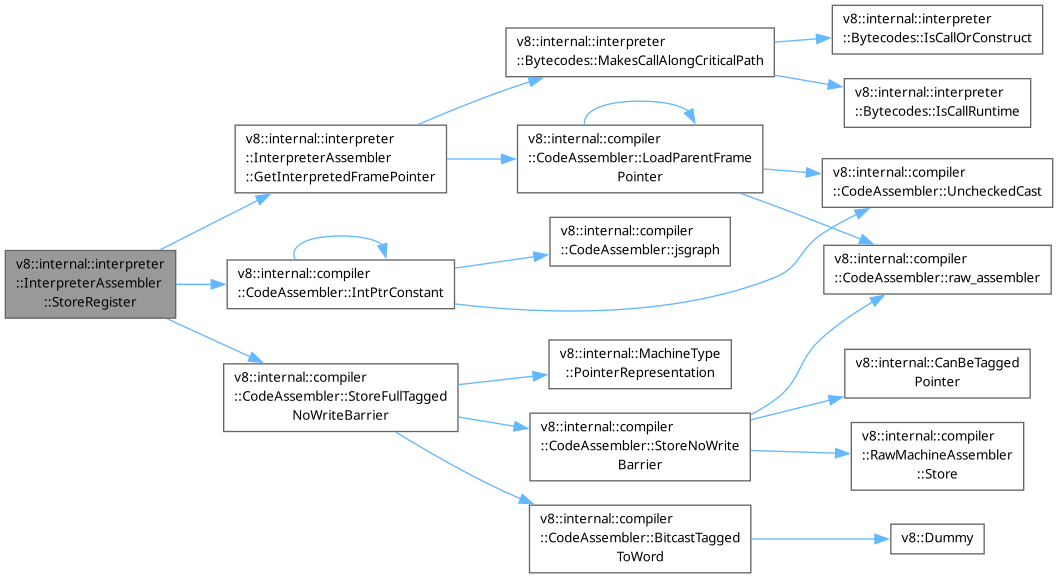 v8::internal::interpreter
::InterpreterAssembler
::StoreRegister
v8::internal::interpreter
::InterpreterAssembler
::GetInterpretedFramePointer
v8::internal::interpreter
::Bytecodes::MakesCallAlongCriticalPath
v8::internal::interpreter
::Bytecodes::IsCallOrConstruct
v8::internal::interpreter
::Bytecodes::IsCallRuntime
v8::internal::compiler
::CodeAssembler::LoadParentFrame
Pointer
v8::internal::compiler
::CodeAssembler::UncheckedCast
v8::internal::compiler
::CodeAssembler::raw_assembler
v8::internal::compiler
::CodeAssembler::IntPtrConstant
v8::internal::compiler
::CodeAssembler::jsgraph
v8::internal::compiler
::CodeAssembler::StoreFullTagged
NoWriteBarrier
v8::internal::MachineType
::PointerRepresentation
v8::internal::compiler
::CodeAssembler::StoreNoWrite
Barrier
v8::internal::CanBeTagged
Pointer
v8::internal::compiler
::RawMachineAssembler
::Store
v8::internal::compiler
::CodeAssembler::BitcastTagged
ToWord
v8::Dummy